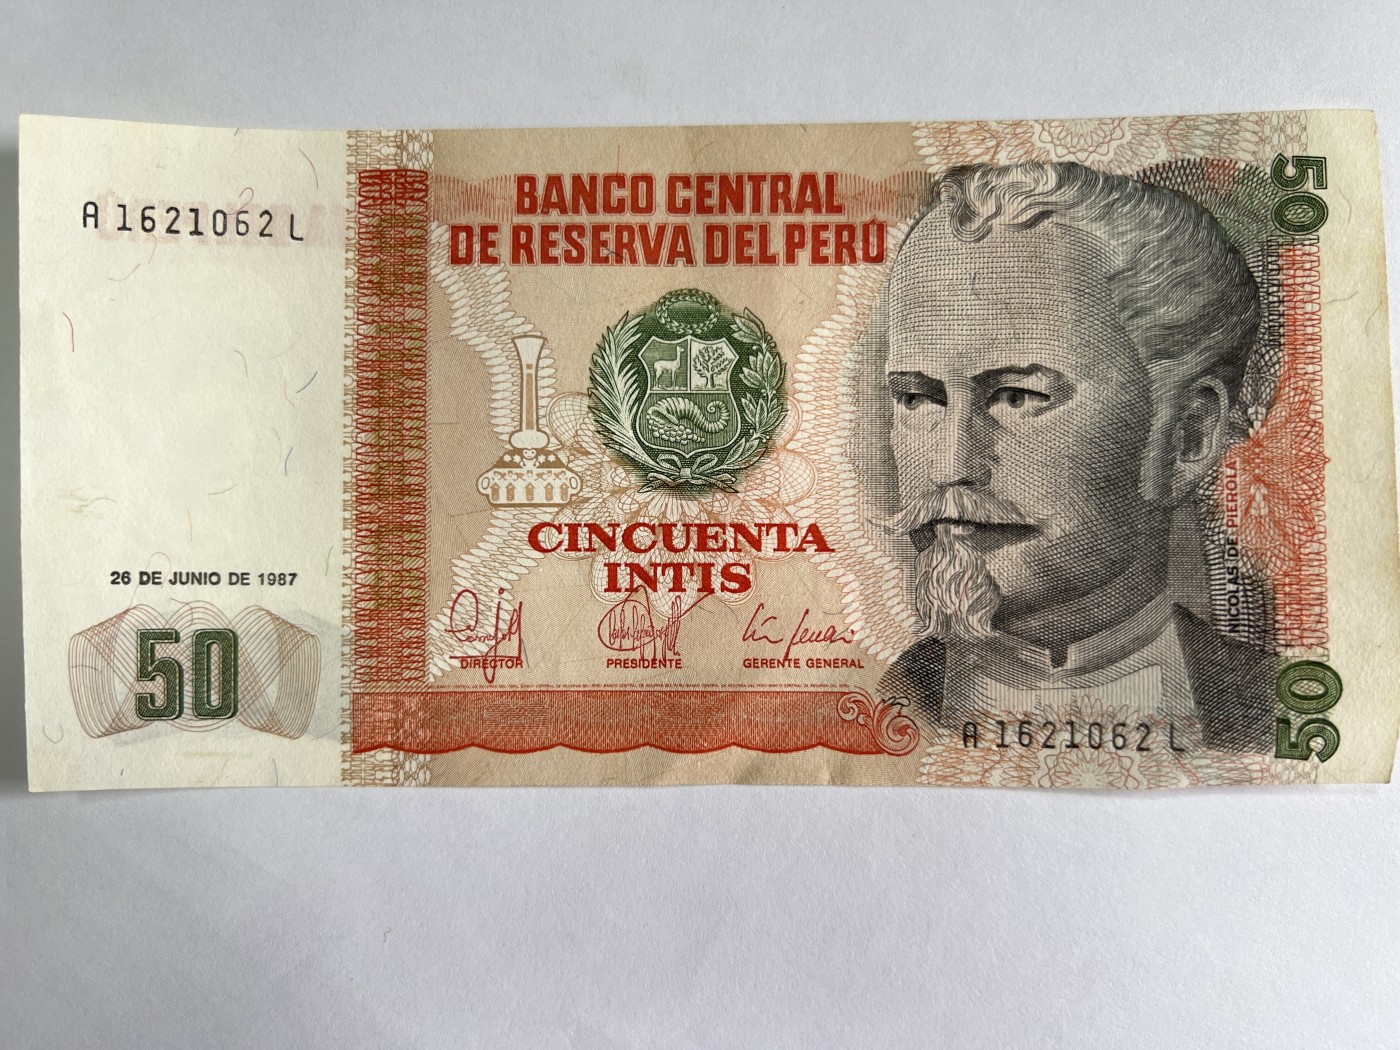 A 1621062 L
BANCO CENTRAL
DE RESERVA DEL PERÚ
50
CINCUENTA
INTIS
26 DE JUNIO DE 1987
50
DIRECTOR
PRESIDENTE
GERENTE GENERAL
NICOLAS DE PIEROLA
A 1621062 L
50